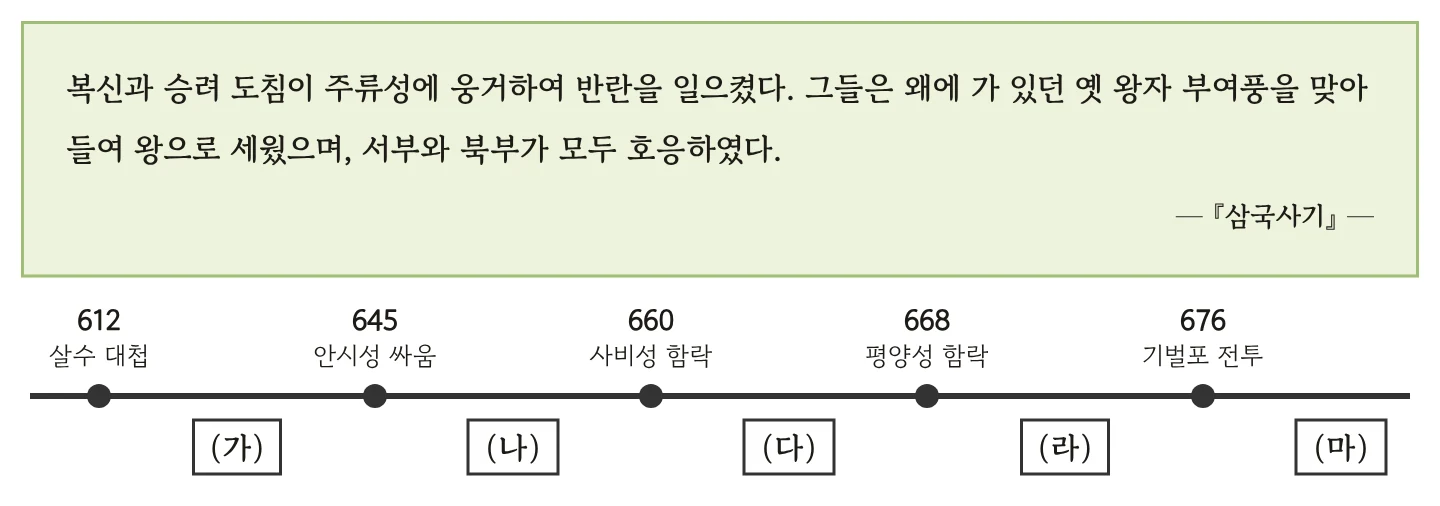 복신과 승려 도침이 주류성에 웅거하여 반란을 일으켰다. 그들은 왜에 가 있던 옛 왕자 부여풍을 맞아
들여 왕으로 세웠으며, 서부와 북부가 모두 호응하였다.
― 『삼국사기』 ―
612 645 660 668 676
살수 대첩 안시성 싸움 사비성 함락 평양성 함락 기벌포 전투
(가) (나) (다) (라) (마)